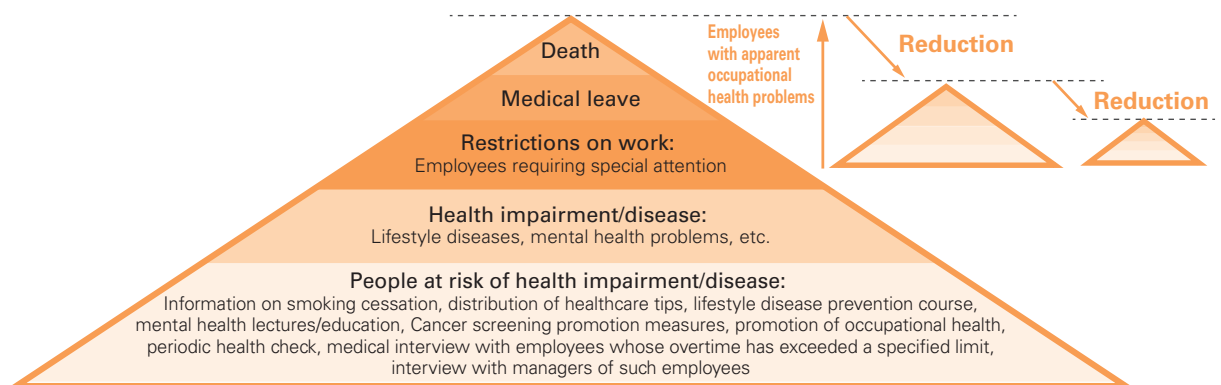 Death
Medical leave
Restrictions on work:
Employees requiring special attention
Health impairment/disease:
Lifestyle diseases, mental health problems, etc.
People at risk of health impairment/disease:
Information on smoking cessation, distribution of healthcare tips, lifestyle disease prevention course,
mental health lectures/education, Cancer screening promotion measures, promotion of occupational health,
periodic health check, medical interview with employees whose overtime has exceeded a specified limit,
interview with managers of such employees
Employees
with apparent
occupational
health problems
Reduction
Reduction